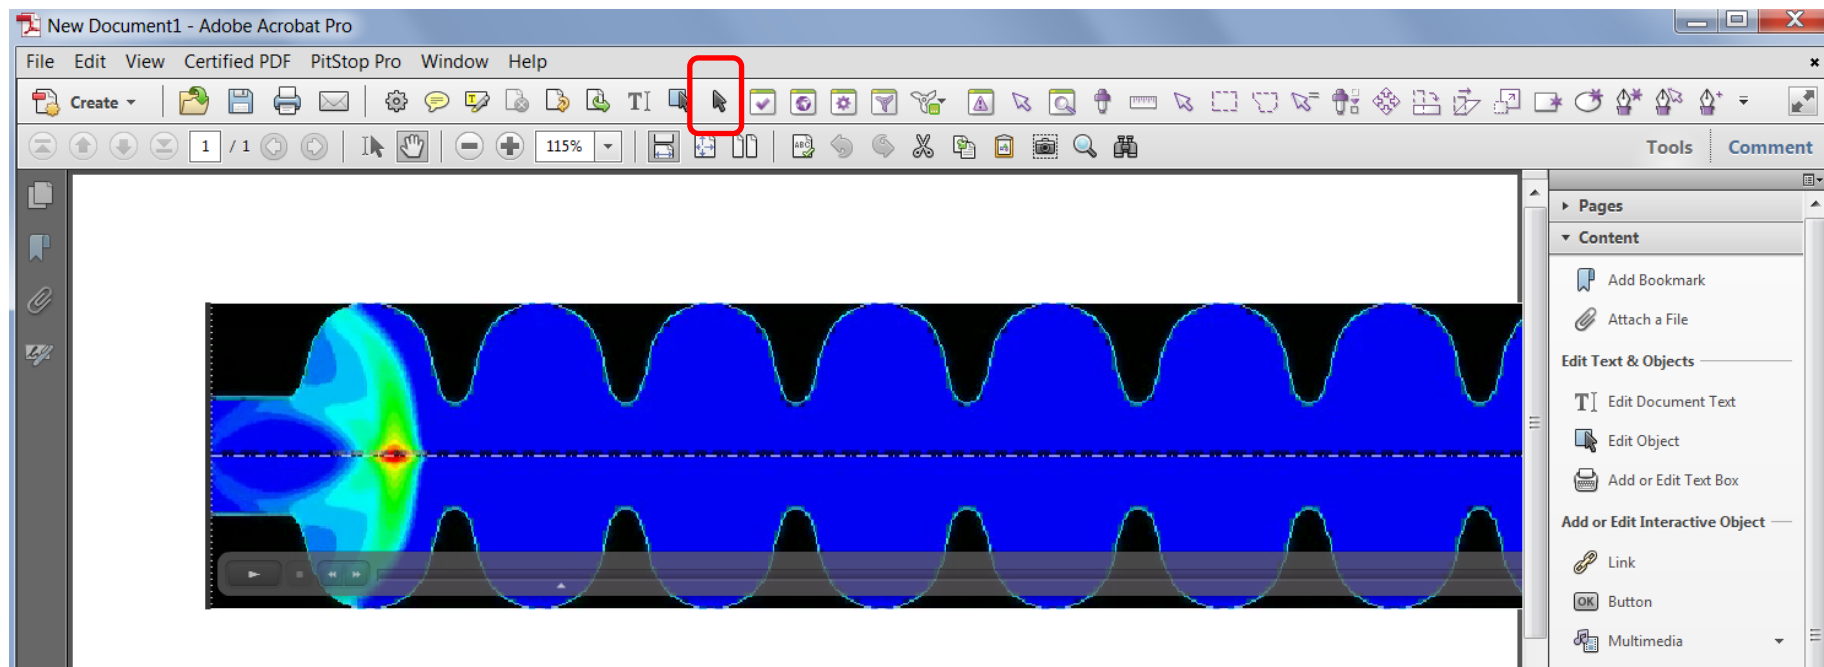 New Document1 - Adobe Acrobat Pro
File Edit View Certified PDF PitStop Pro Window Help
Create
1 / 1 115% Tools Comment
Pages
Content
Add Bookmark
Attach a File
Edit Text & Objects
Edit Document Text
Edit Object
Add or Edit Text Box
Add or Edit Interactive Object
Link
OK Button
Multimedia